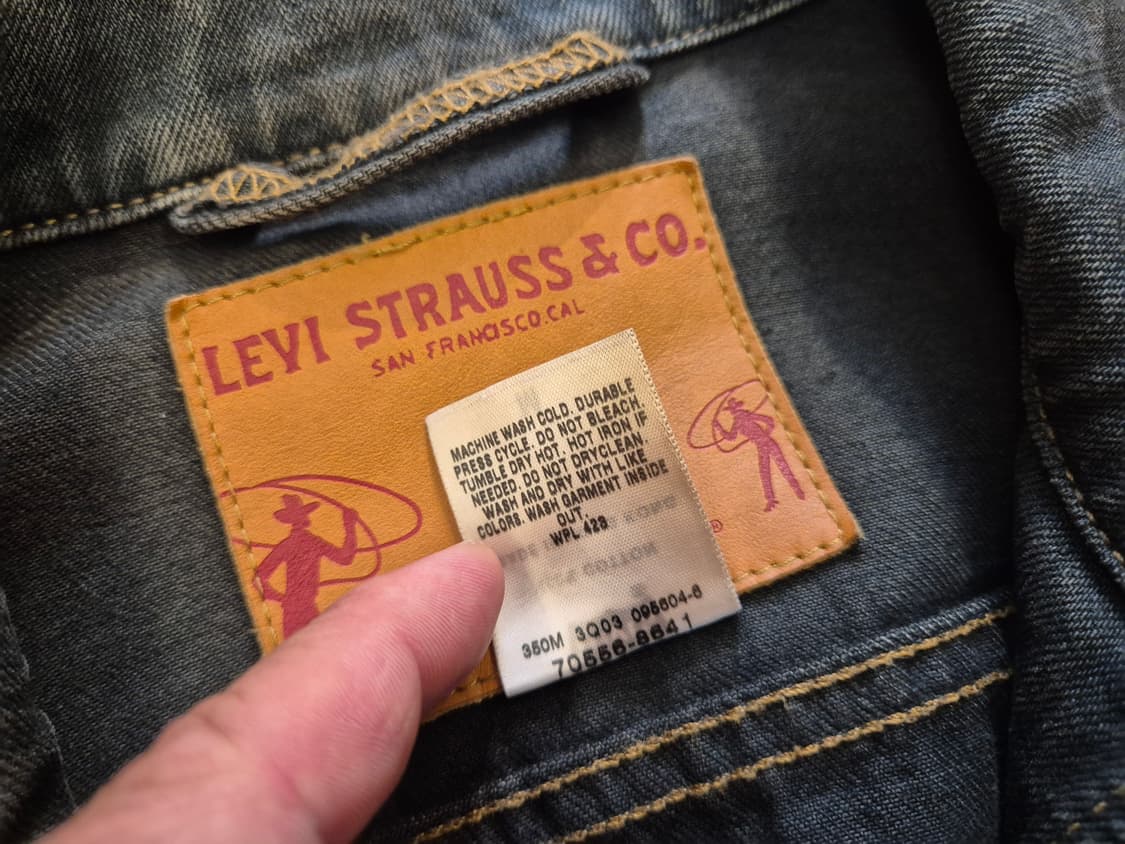 LEVI STRAUSS & CO.
SAN FRANCISCO.CAL
MACHINE WASH COLD. DURABLE
PRESS CYCLE. DO NOT BLEACH.
TUMBLE DRY HOT. HOT IRON IF
NEEDED. DO NOT DRYCLEAN.
WASH AND DRY WITH LIKE
COLORS. WASH GARMENT INSIDE
OUT.
WPL 423
®
350M 3Q03 095604-6
70556-8641